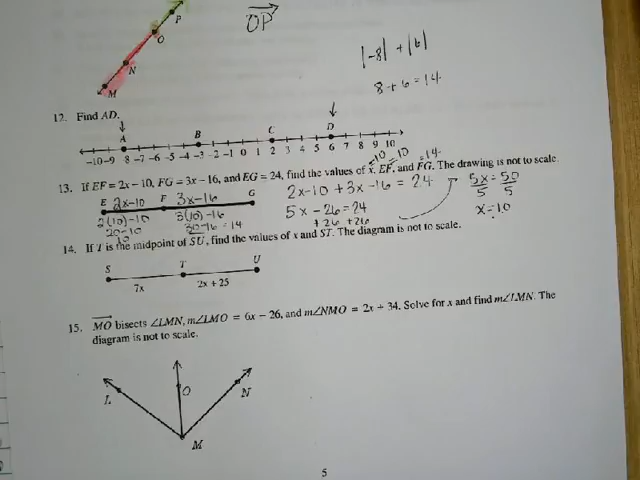 P
O
N
M
OP
|-8| + |6|
8 + 6 = 14
12. Find AD.
A B C D
-10 -9 8 -7 -6 -5 -4 -3 -2 -1 0 1 2 3 4 5 6 7 8 9 10
=10 =10 =14
13. If EF = 2x − 10, FG = 3x − 16, and EG = 24, find the values of x, EF, and FG. The drawing is not to scale.
E 2x-10 F 3x-16 G
2(10)-10 3(10)-16
20-10 30-16 = 14
10
2x-10 + 3x-16 = 24
5x - 26 = 24
+26 +26
5x = 50
5 5
x = 10
14. If T is the midpoint of SU, find the values of x and ST. The diagram is not to scale.
S T U
7x 2x + 25
15. MO bisects ∠LMN, m∠LMO = 6x − 26, and m∠NMO = 2x + 34. Solve for x and find m∠LMN. The
diagram is not to scale.
L O N
M
5